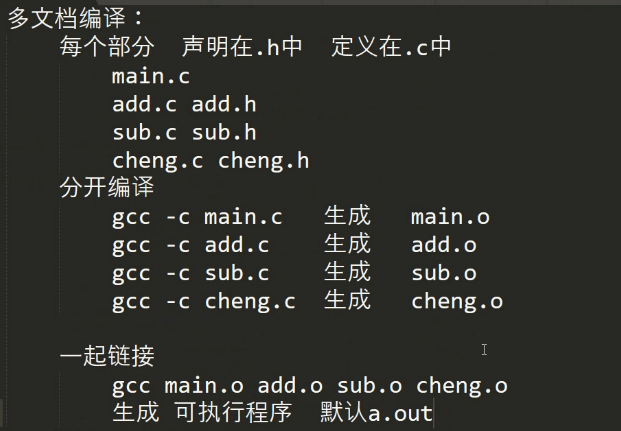 多文档编译：
每个部分 声明在.h中 定义在.c中
main.c
add.c add.h
sub.c sub.h
cheng.c cheng.h
分开编译
gcc -c main.c 生成 main.o
gcc -c add.c 生成 add.o
gcc -c sub.c 生成 sub.o
gcc -c cheng.c 生成 cheng.o
一起链接
gcc main.o add.o sub.o cheng.o
生成 可执行程序 默认a.out